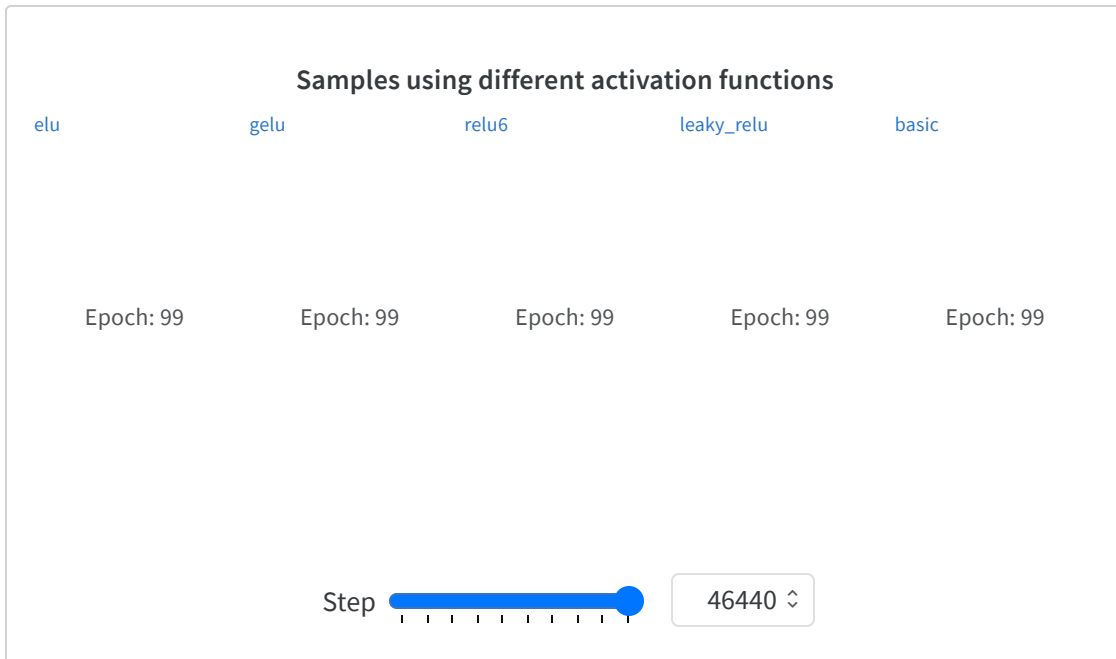 Samples using different activation functions
elu gelu relu6 leaky_relu basic
Epoch: 99 Epoch: 99 Epoch: 99 Epoch: 99 Epoch: 99
Step 46440